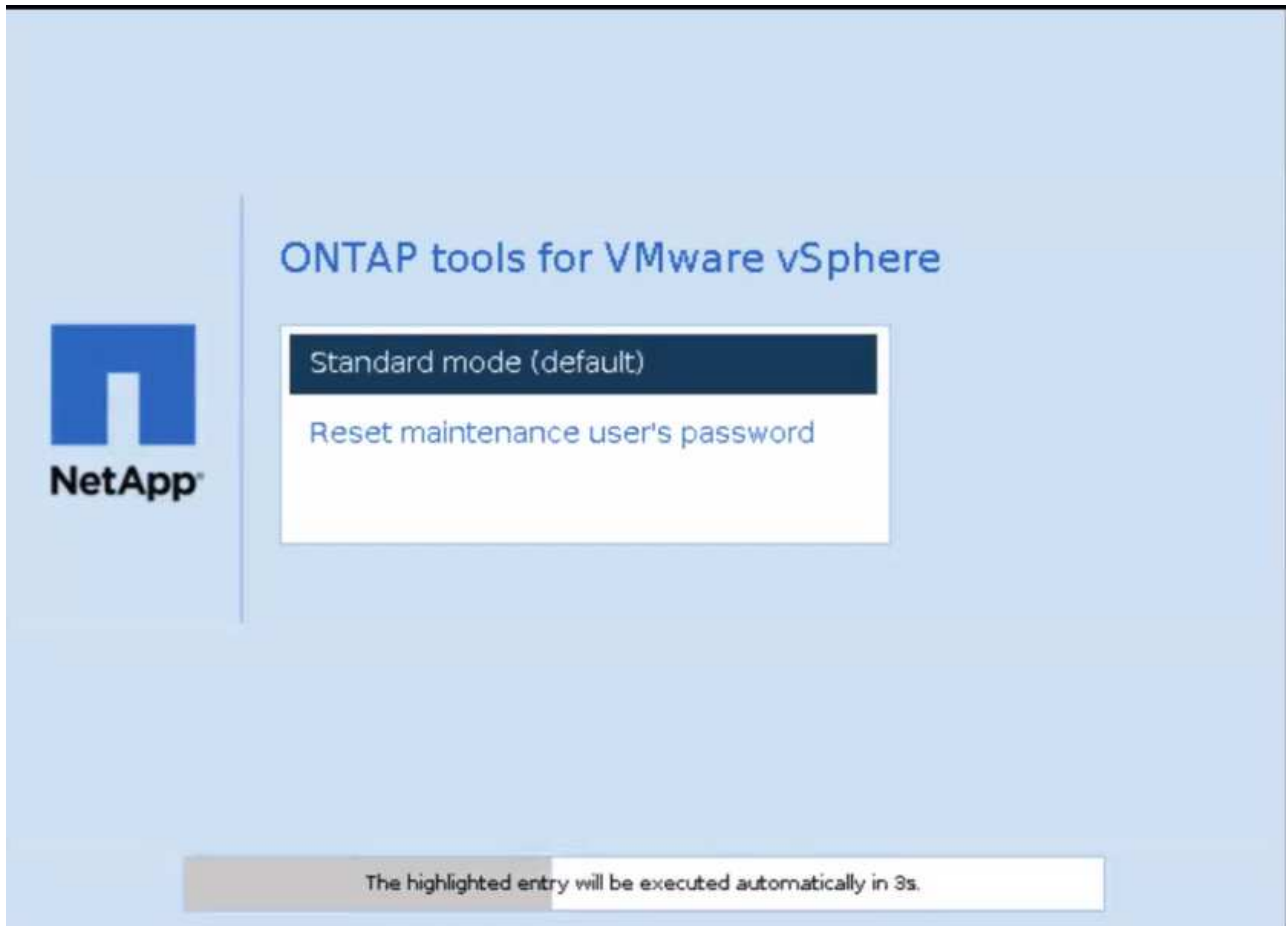 ONTAP tools for VMware vSphere
Standard mode (default)
Reset maintenance user's password
NetApp®
The highlighted entry will be executed automatically in 3s.